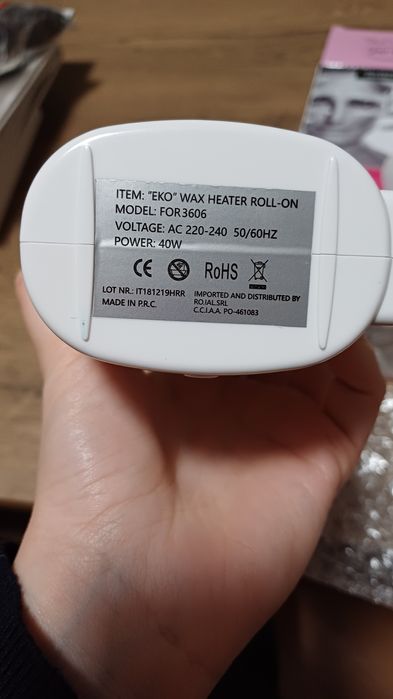 ITEM: "EKO" WAX HEATER ROLL-ON
MODEL: FOR3606
VOLTAGE: AC 220-240 50/60HZ
POWER: 40W
CE RoHS
LOT NR.: IT181219HRR
MADE IN P.R.C.
IMPORTED AND DISTRIBUTED BY
RO.IAL.SRL
C.C.I.A.A. PO-461083